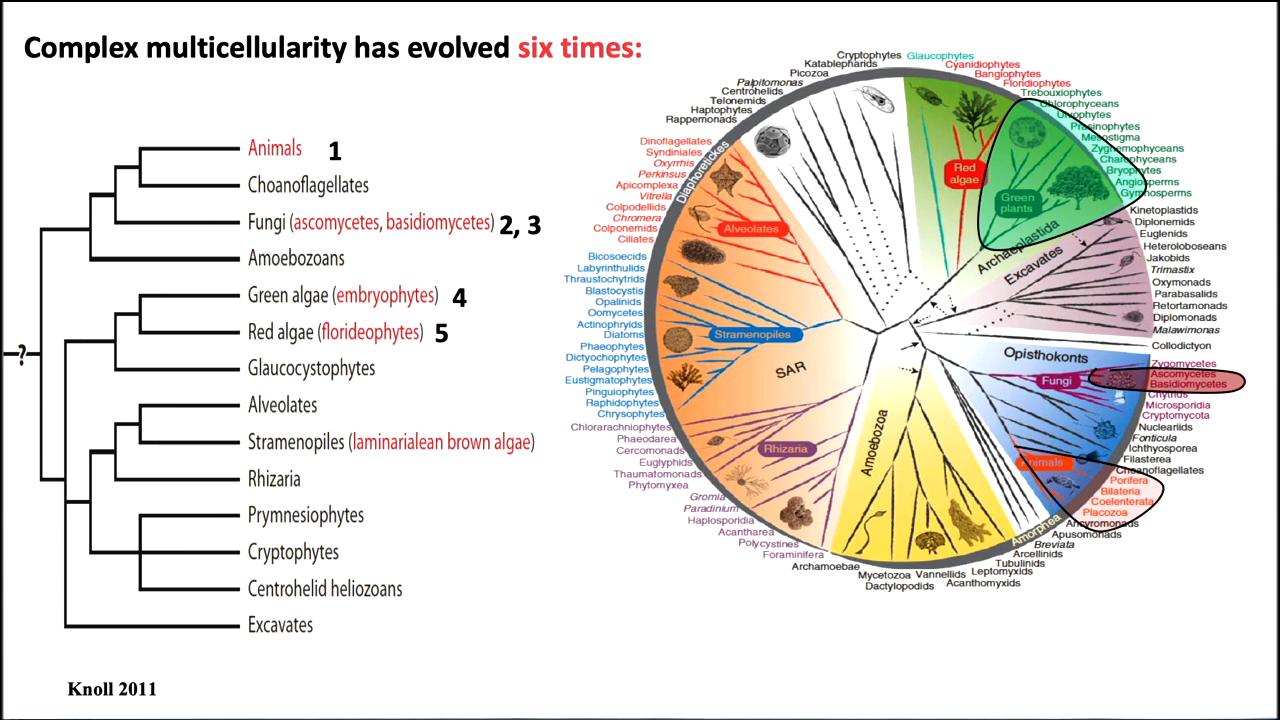 Complex multicellularity has evolved six times:
Animals 1
Choanoflagellates
Fungi (ascomycetes, basidiomycetes) 2, 3
Amoebozoans
Green algae (embryophytes) 4
Red algae (florideophytes) 5
Glaucocystophytes
Alveolates
Stramenopiles (laminarialean brown algae)
Rhizaria
Prymnesiophytes
Cryptophytes
Centrohelid heliozoans
Excavates
?
Knoll 2011
Cryptophytes
Katablepharids
Picozoa
Palpitomonas
Centrohelids
Telonemids
Haptophytes
Rappemonads
Glaucophytes
Cyanidiophytes
Bangiophytes
Floridiophytes
Trebouxiophytes
Chlorophyceans
Ulvophytes
Prasinophytes
Mesostigma
Zygnemophyceans
Charophyceans
Bryophytes
Angiosperms
Gymnosperms
Kinetoplastids
Diplonemids
Euglenids
Heteroloboseans
Jakobids
Trimastix
Oxymonads
Parabasalids
Retortamonads
Diplomonads
Malawimonas
Collodictyon
Zygomycetes
Ascomycetes
Basidiomycetes
Chytrids
Microsporidia
Cryptomycota
Nucleariids
Fonticula
Ichthyosporea
Filasterea
Choanoflagellates
Porifera
Bilateria
Coelenterata
Placozoa
Ancyromonads
Apusomonads
Breviata
Arcellinids
Tubulinids
Leptomyxids
Acanthomyxids
Vannellids
Dactylopodids
Mycetozoa
Archamoebae
Dinoflagellates
Syndiniales
Oxyrrhis
Perkinsus
Apicomplexa
Vitrella
Colpodellids
Chromera
Colponemids
Ciliates
Bicosoecids
Labyrinthulids
Thraustochytrids
Blastocystis
Opalinids
Oomycetes
Actinophryids
Diatoms
Phaeophytes
Dictyochophytes
Pelagophytes
Eustigmatophytes
Pinguiophytes
Raphidophytes
Chrysophytes
Chlorarachniophytes
Phaeodarea
Cercomonads
Euglyphids
Thaumatomonads
Phytomyxea
Gromia
Paradinium
Haplosporidia
Acantharea
Polycystines
Foraminifera
Diaphoretickes
Amorphea
Red
algae
Green
plants
Archaeplastida
Excavates
Opisthokonts
Fungi
Animals
Amoebozoa
SAR
Alveolates
Stramenopiles
Rhizaria